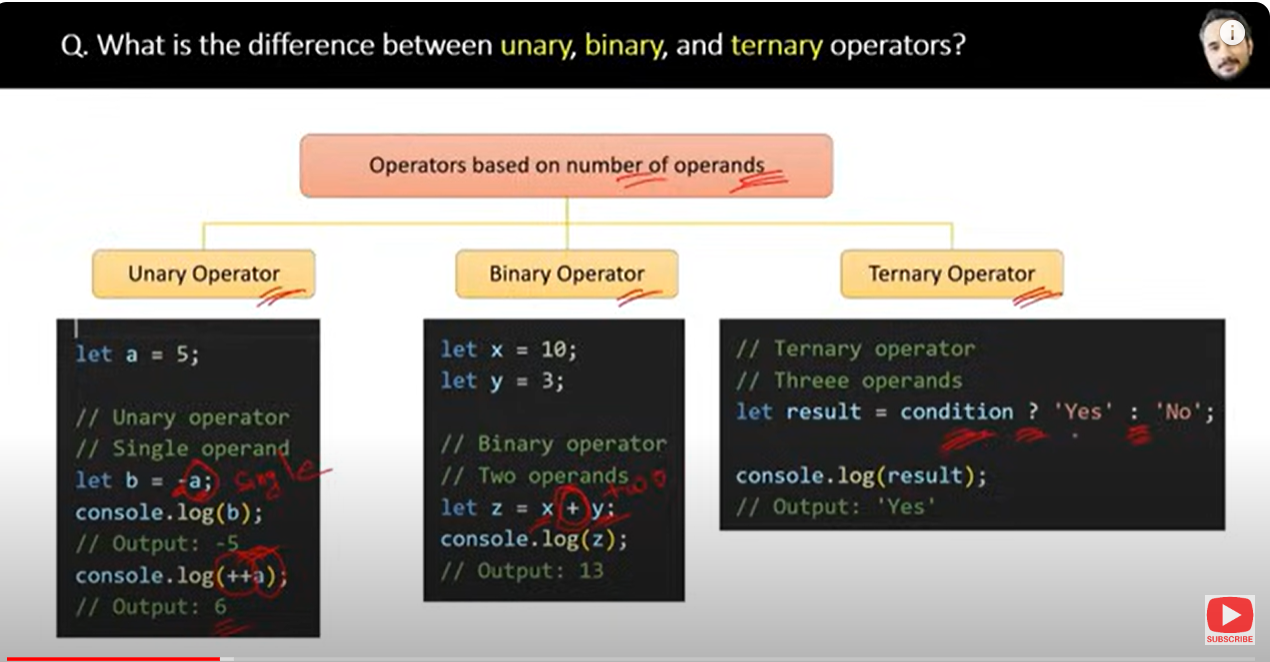 Q. What is the difference between unary, binary, and ternary operators?
i
Operators based on number of operands
Unary Operator
let a = 5;
// Unary operator
// Single operand
let b = -a; single
console.log(b);
// Output: -5
console.log(++a);
// Output: 6
Binary Operator
let x = 10;
let y = 3;
// Binary operator
// Two operands
two
let z = x + y;
console.log(z);
// Output: 13
Ternary Operator
// Ternary operator
// Threee operands
let result = condition ? 'Yes' : 'No';
console.log(result);
// Output: 'Yes'
SUBSCRIBE